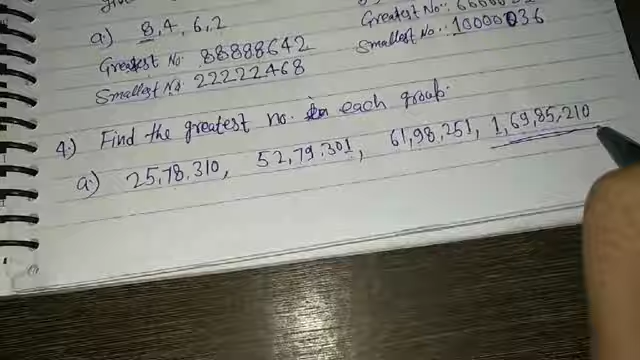 a) 8, 4, 6, 2
Greatest No: 88888642
Smallest No: 22222468
Greatest No:
Smallest No: 10000036
4) Find the greatest no. in each group.
a) 25,78,310, 52,79,301, 61,98,251, 1,69,85,210